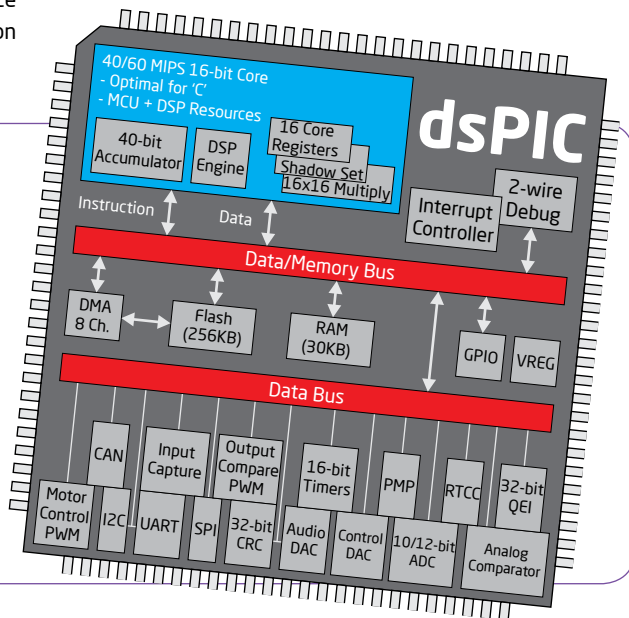 on
40/60 MIPS 16-bit Core
- Optimal for 'C'
- MCU + DSP Resources
dsPIC
40-bit
Accumulator
DSP
Engine
16 Core
Registers
Shadow Set
16x16 Multiply
Instruction
Data
Interrupt
Controller
2-wire
Debug
Data/Memory Bus
DMA
8 Ch.
Flash
(256KB)
RAM
(30KB)
GPIO
VREG
Data Bus
CAN
Input
Capture
Output
Compare
PWM
16-bit
Timers
PMP
RTCC
32-bit
QEI
Motor
Control
PWM
I2C
UART
SPI
32-bit
CRC
Audio
DAC
Control
DAC
10/12-bit
ADC
Analog
Comparator